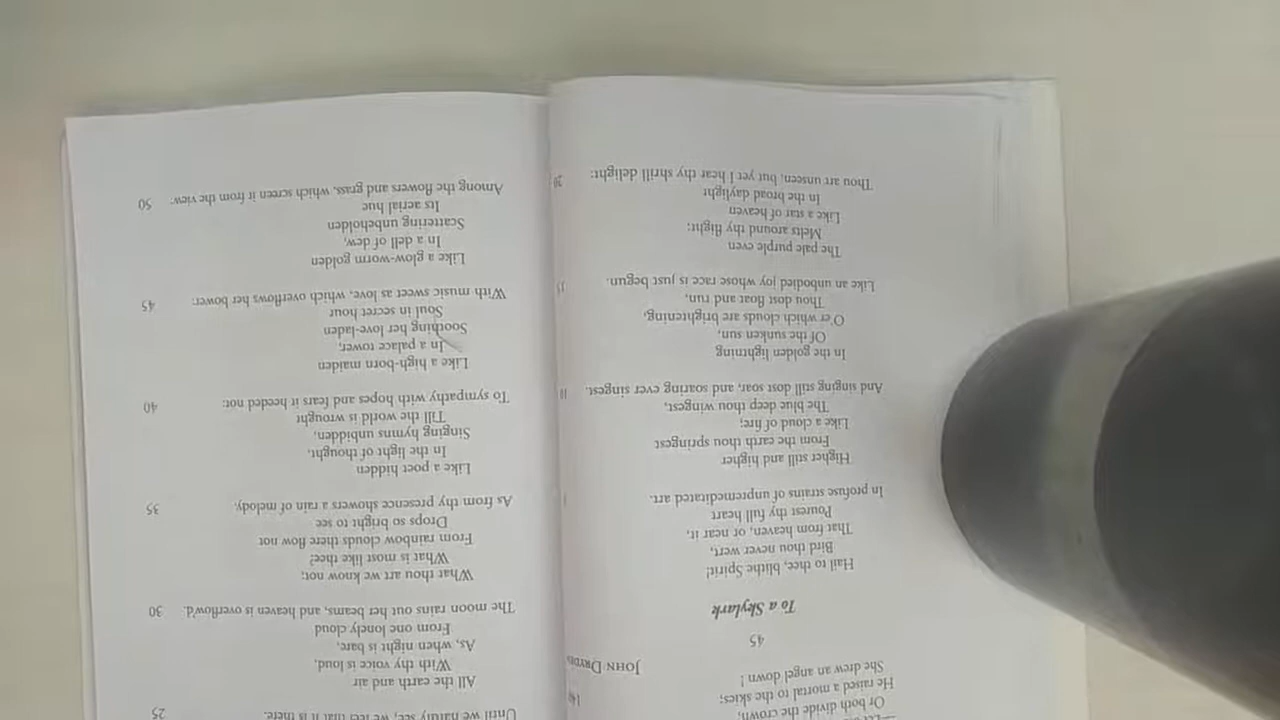 Or both divide the crown;
He raised a mortal to the skies;
She drew an angel down!
JOHN DRYDEN
45
To a Skylark
Hail to thee, blithe Spirit!
Bird thou never wert,
That from heaven, or near it,
Pourest thy full heart
In profuse strains of unpremeditated art.
Higher still and higher
From the earth thou springest
Like a cloud of fire;
The blue deep thou wingest,
And singing still dost soar, and soaring ever singest. 10
In the golden lightning
Of the sunken sun,
O'er which clouds are brightening,
Thou dost float and run,
Like an unbodied joy whose race is just begun. 15
The pale purple even
Melts around thy flight;
Like a star of heaven
In the broad daylight
Thou art unseen, but yet I hear thy shrill delight: 20
Until we hardly see, we feel that it is there. 25
All the earth and air
With thy voice is loud,
As, when night is bare,
From one lonely cloud
The moon rains out her beams, and heaven is overflow'd. 30
What thou art we know not;
What is most like thee?
From rainbow clouds there flow not
Drops so bright to see
As from thy presence showers a rain of melody. 35
Like a poet hidden
In the light of thought,
Singing hymns unbidden,
Till the world is wrought
To sympathy with hopes and fears it heeded not: 40
Like a high-born maiden
In a palace tower,
Soothing her love-laden
Soul in secret hour
With music sweet as love, which overflows her bower: 45
Like a glow-worm golden
In a dell of dew,
Scattering unbeholden
Its aerial hue
Among the flowers and grass, which screen it from the view: 50